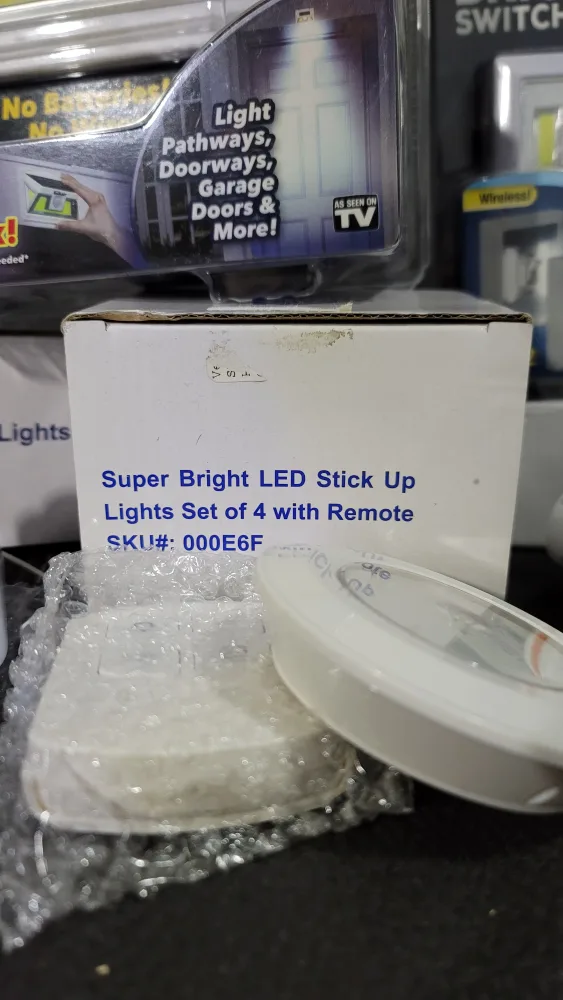 SWITCH
No Batteries!
No
Light
Pathways,
Doorways,
Garage
Doors &
More!
AS SEEN ON
TV
Wireless!
Lights
Super Bright LED Stick Up
Lights Set of 4 with Remote
SKU#: 000E6F